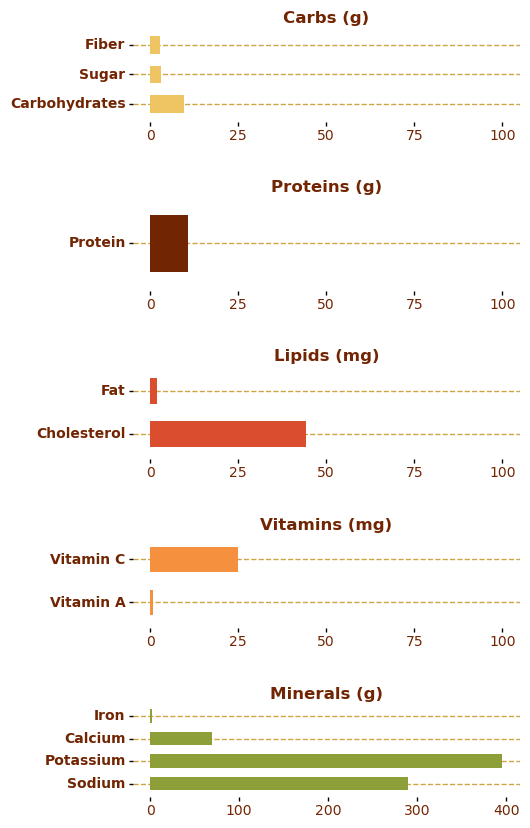 Carbs (g)
Fiber
Sugar
Carbohydrates
0 25 50 75 100
Proteins (g)
Protein
0 25 50 75 100
Lipids (mg)
Fat
Cholesterol
0 25 50 75 100
Vitamins (mg)
Vitamin C
Vitamin A
0 25 50 75 100
Minerals (g)
Iron
Calcium
Potassium
Sodium
0 100 200 300 400